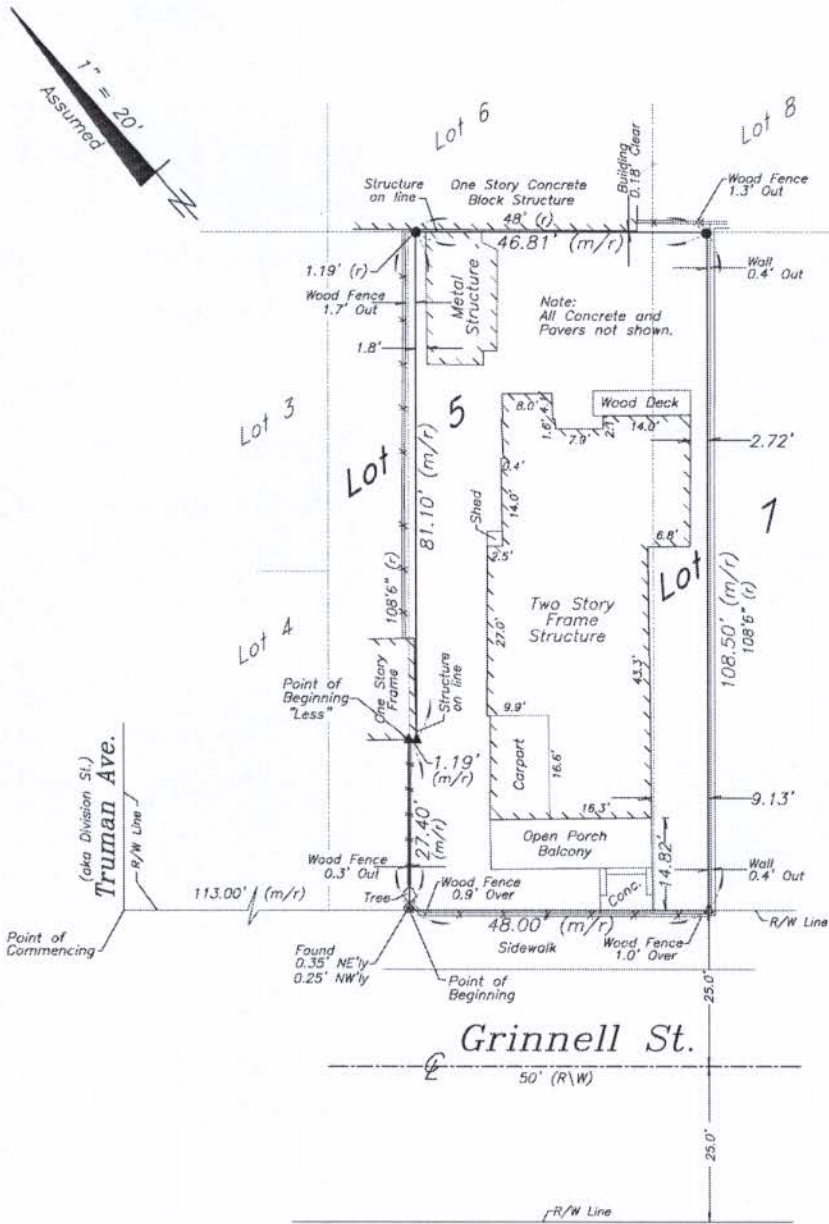 1" = 20'
Assumed
N
Lot 6
Lot 8
Structure
on line
One Story Concrete
Block Structure
48' (r)
46.81' (m/r)
Building
0.18' Clear
Wood Fence
1.3' Out
1.19' (r)
Wood Fence
1.7' Out
1.8'
Metal
Structure
Note:
All Concrete and
Pavers not shown.
Wall
0.4' Out
Lot 3
Lot 5
81.10' (m/r)
108'6" (r)
8.0'
1.6'
4.1'
7.9'
2.1'
Wood Deck
14.0'
2.72'
0.4'
14.0'
Shed
2.5'
6.8'
Lot 7
108.50' (m/r)
108'6" (r)
Two Story
Frame
Structure
27.0'
43.3'
Lot 4
Point of
Beginning
"Less"
One Story
Frame
Structure
on line
1.19'
(m/r)
9.9'
Carport
16.6'
16.3'
9.13'
(aka Division St.)
Truman Ave.
R/W Line
27.40'
(m/r)
Open Porch
Balcony
14.82'
Wood Fence
0.3' Out
Wall
0.4' Out
Tree
Wood Fence
0.9' Over
Conc.
113.00' (m/r)
48.00' (m/r)
R/W Line
Point of
Commencing
Found
0.35' NE'ly
0.25' NW'ly
Point of
Beginning
Sidewalk
Wood Fence
1.0' Over
25.0'
Grinnell St.
℄
50' (R\W)
25.0'
R/W Line